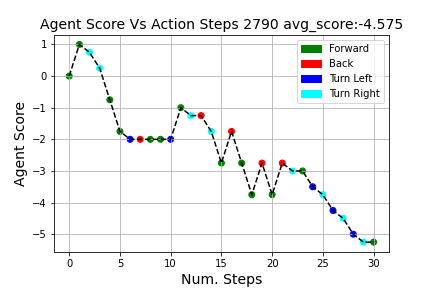 Agent Score Vs Action Steps 2790 avg_score:-4.575
Forward
Back
Turn Left
Turn Right
Agent Score
1
0
−1
−2
−3
−4
−5
0 5 10 15 20 25 30
Num. Steps